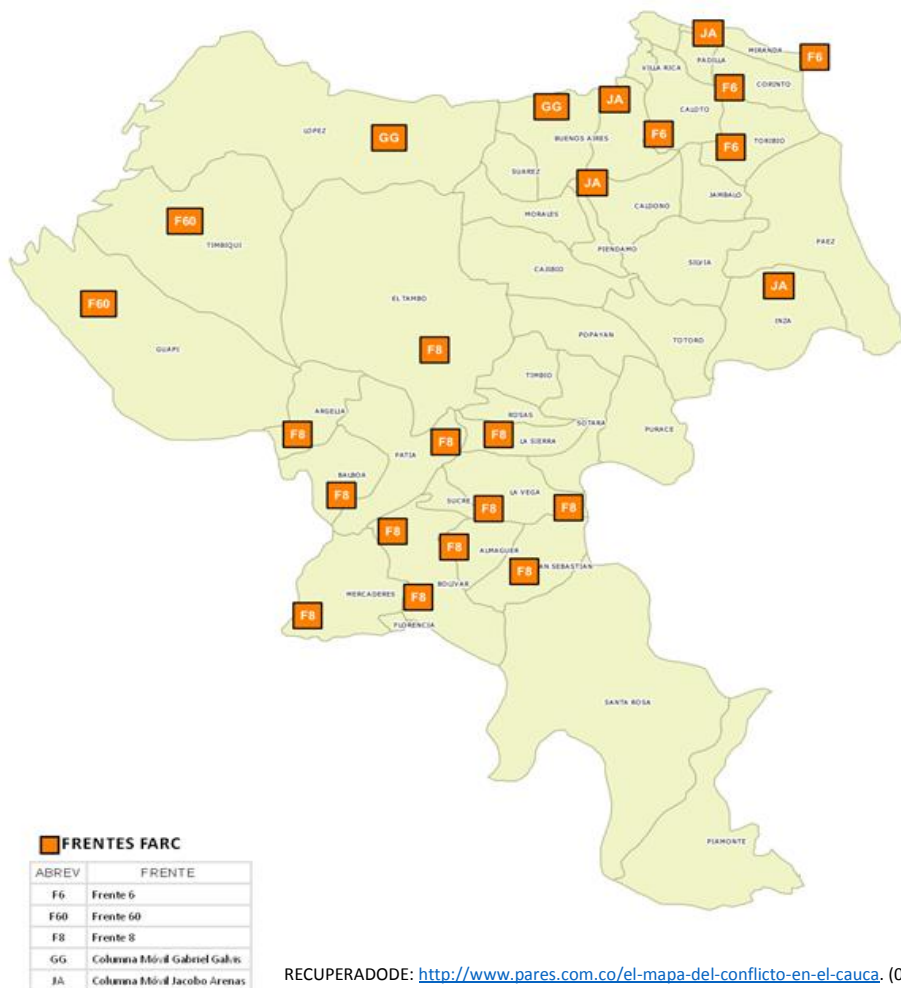 JA
MIRANDA
F6
VILLA RICA
PADILLA
F6
CORINTO
GG
JA
CALOTO
LOPEZ
GG
BUENOS AIRES
F6
F6
TORIBIO
SUAREZ
JA
JAMBALO
CALDONO
F60
MORALES
TIMBIQUI
PIENDAMO
PAEZ
SILVIA
CAJIBIO
JA
F60
EL TAMBO
INZA
GUAPI
F8
POPAYAN
TOTORO
TIMBIO
ARGELIA
ROSAS
F8
F8
F8
LA SIERRA
SOTARA
PURACE
PATIA
BALBOA
F8
SUCRE
LA VEGA
F8
F8
F8
F8
ALMAGUER
F8
AN SEBASTIAN
BOLIVAR
MERCADERES
F8
F8
FLORENCIA
SANTA ROSA
PIAMONTE
FRENTES FARC
ABREV FRENTE
F6 Frente 6
F60 Frente 60
F8 Frente 8
GG Columna Móvil Gabriel Galvis
JA Columna Móvil Jacobo Arenas
RECUPERADODE: http://www.pares.com.co/el-mapa-del-conflicto-en-el-cauca. (0